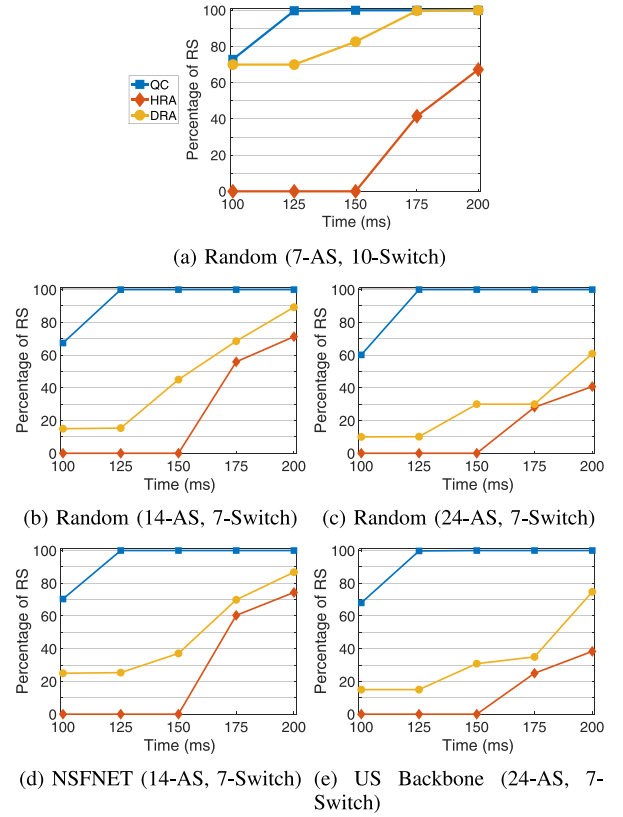 100
80
60
40
20
0
Percentage of RS
QC
HRA
DRA
100 125 150 175 200
Time (ms)
(a) Random (7-AS, 10-Switch)
100
80
60
40
20
0
Percentage of RS
100 125 150 175 200
Time (ms)
(b) Random (14-AS, 7-Switch)
100
80
60
40
20
0
Percentage of RS
100 125 150 175 200
Time (ms)
(c) Random (24-AS, 7-Switch)
100
80
60
40
20
0
Percentage of RS
100 125 150 175 200
Time (ms)
(d) NSFNET (14-AS, 7-Switch)
100
80
60
40
20
0
Percentage of RS
100 125 150 175 200
Time (ms)
(e) US Backbone (24-AS, 7-
Switch)